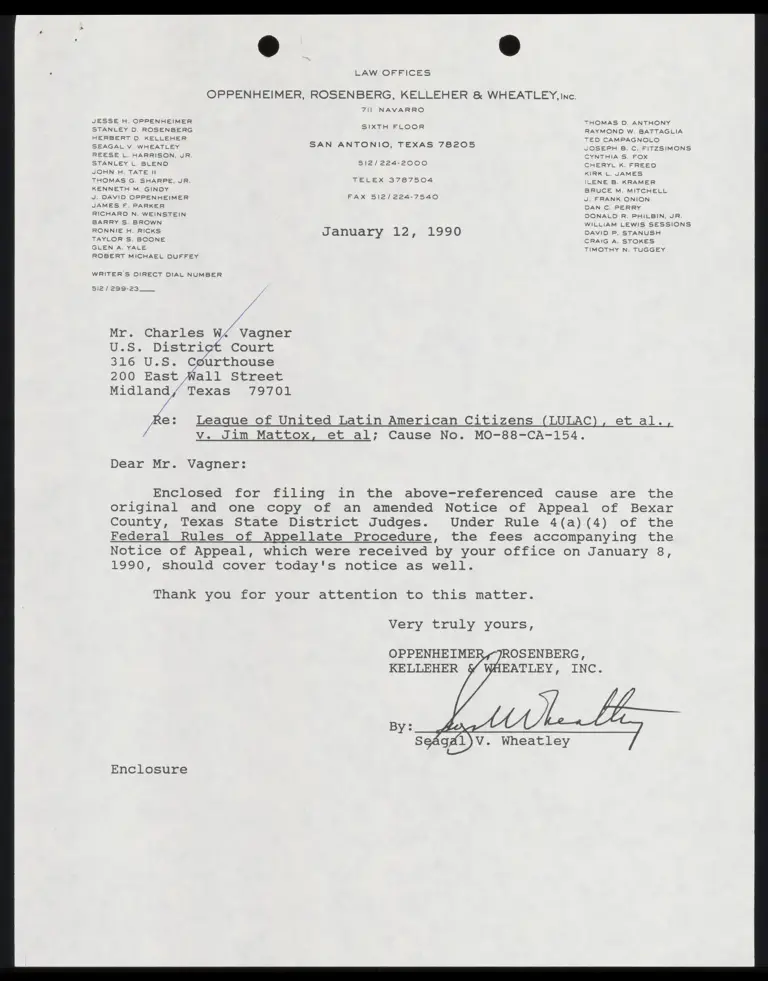 LAW OFFICES
OPPENHEIMER, ROSENBERG, KELLEHER & WHEATLEY, INC.
711 NAVARRO
SIXTH FLOOR
SAN ANTONIO, TEXAS 78205
512/224-2000
TELEX 3787504
FAX 512/224-7540
JESSE H. OPPENHEIMER
STANLEY D. ROSENBERG
HERBERT D. KELLEHER
SEAGAL V. WHEATLEY
REESE L. HARRISON, JR.
STANLEY L. BLEND
JOHN H. TATE II
THOMAS G. SHARPE, JR.
KENNETH M. GINDY
J. DAVID OPPENHEIMER
JAMES F. PARKER
RICHARD N. WEINSTEIN
BARRY S. BROWN
RONNIE H. RICKS
TAYLOR S. BOONE
GLEN A. YALE
ROBERT MICHAEL DUFFEY
WRITER'S DIRECT DIAL NUMBER
512/299-23___
THOMAS D. ANTHONY
RAYMOND W. BATTAGLIA
TED CAMPAGNOLO
JOSEPH B. C. FITZSIMONS
CYNTHIA S. FOX
CHERYL K. FREED
KIRK L. JAMES
ILENE B. KRAMER
BRUCE M. MITCHELL
J. FRANK ONION
DAN C. PERRY
DONALD R. PHILBIN, JR.
WILLIAM LEWIS SESSIONS
DAVID P. STANUSH
CRAIG A. STOKES
TIMOTHY N. TUGGEY
January 12, 1990
Mr. Charles W. Vagner
U.S. District Court
316 U.S. Courthouse
200 East Wall Street
Midland, Texas 79701
Re: League of United Latin American Citizens (LULAC), et al.,
v. Jim Mattox, et al; Cause No. MO-88-CA-154.
Dear Mr. Vagner:
Enclosed for filing in the above-referenced cause are the
original and one copy of an amended Notice of Appeal of Bexar
County, Texas State District Judges. Under Rule 4(a)(4) of the
Federal Rules of Appellate Procedure, the fees accompanying the
Notice of Appeal, which were received by your office on January 8,
1990, should cover today's notice as well.
Thank you for your attention to this matter.
Very truly yours,
OPPENHEIMER, ROSENBERG,
KELLEHER & WHEATLEY, INC.
By: Seagal V Wheatley
Seagal V. Wheatley
Enclosure